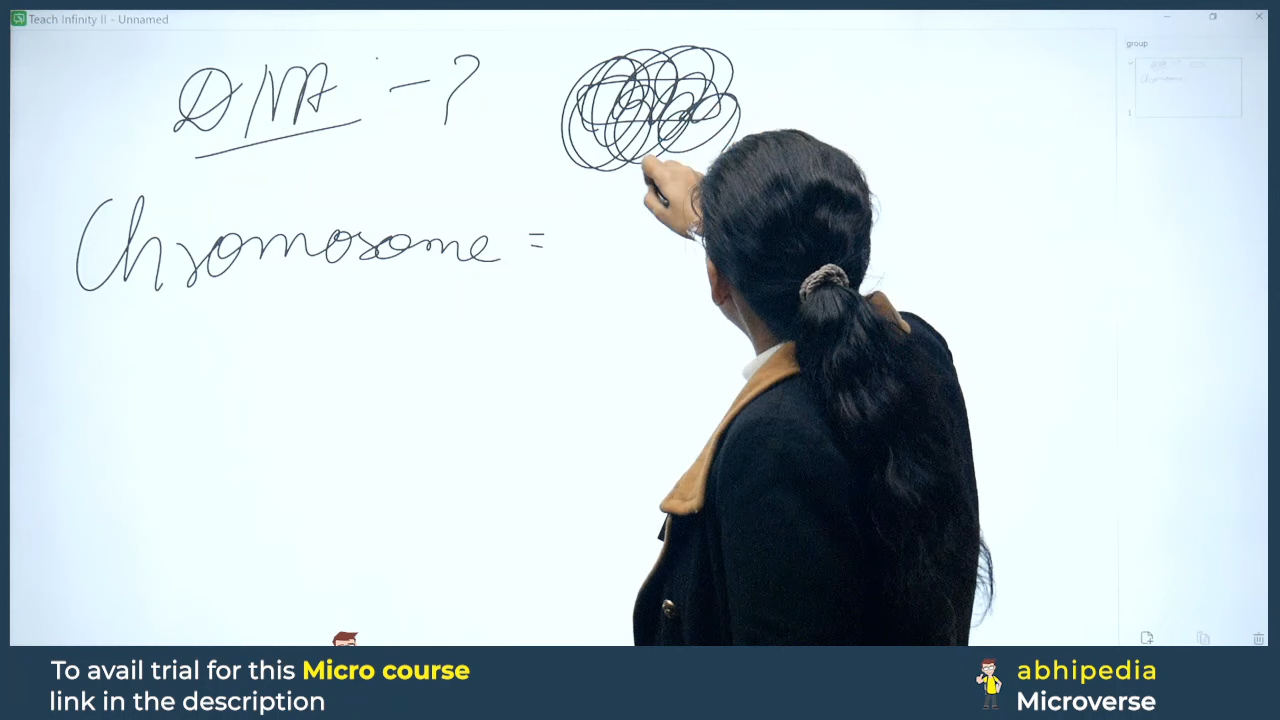 Teach Infinity II - Unnamed
group
DNA - ?
Chromosome =
1
To avail trial for this Micro course
link in the description
abhipedia
Microverse